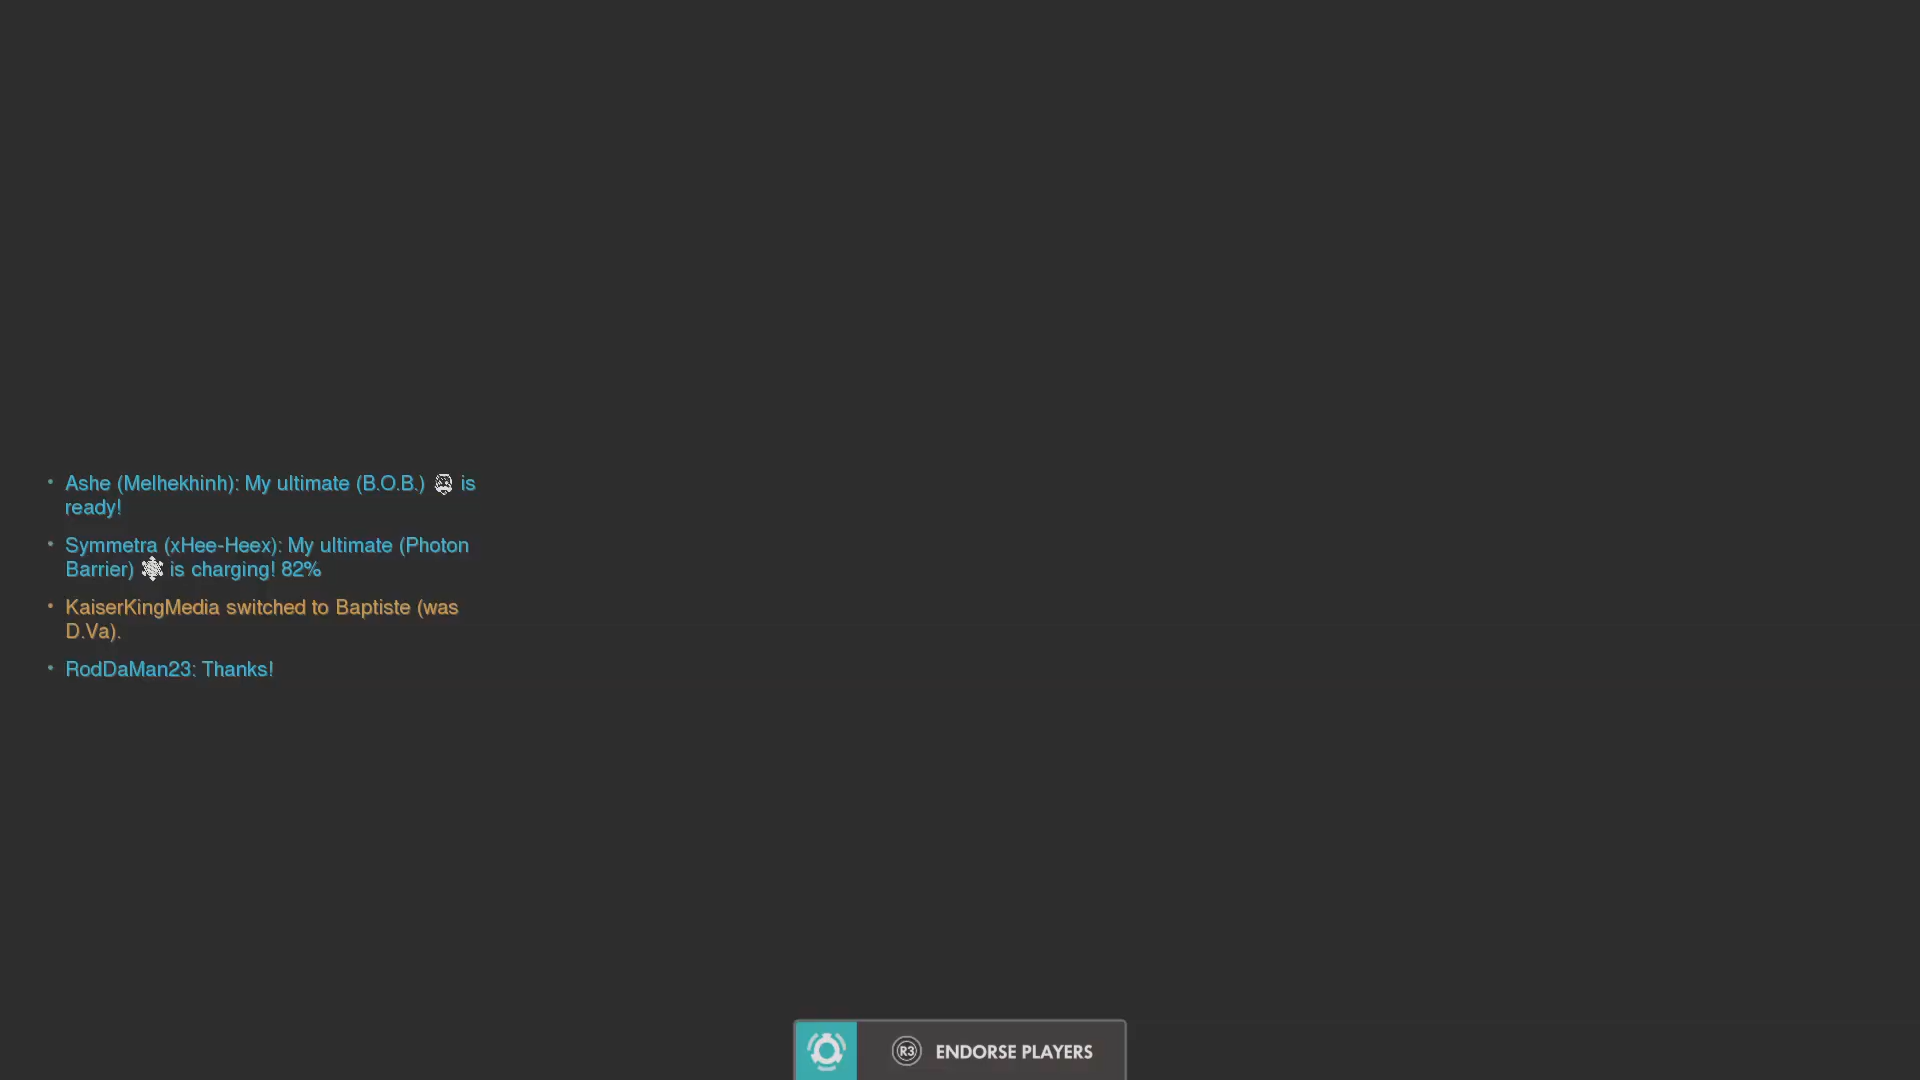 Ashe (Melhekhinh): My ultimate (B.O.B.) is
ready!
Symmetra (xHee-Heex): My ultimate (Photon
Barrier) is charging! 82%
KaiserKingMedia switched to Baptiste (was
D.Va).
RodDaMan23: Thanks!
R3 ENDORSE PLAYERS